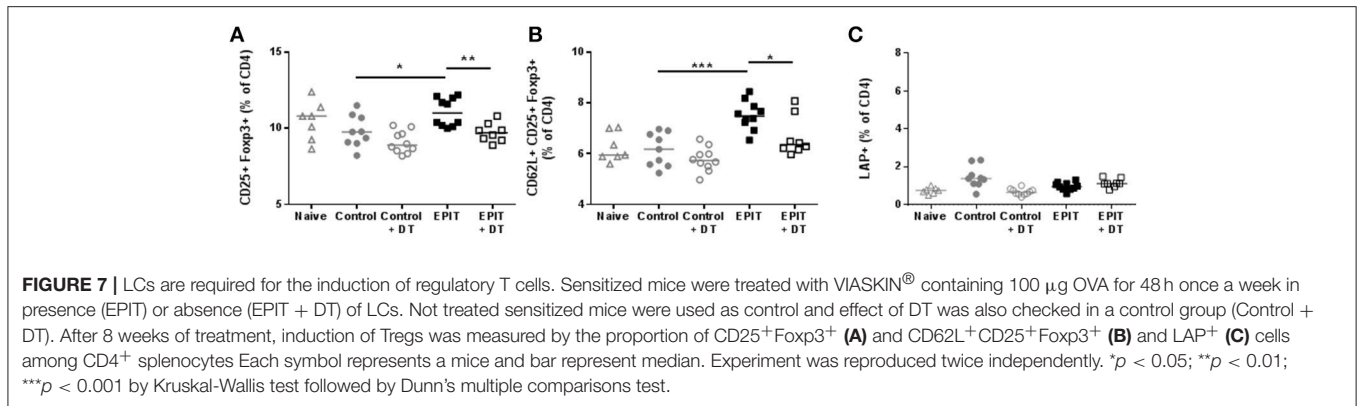 A
B
C
CD25+ Foxp3+ (% of CD4)
15
10
5
*
**
Naive Control Control + DT EPIT EPIT + DT
CD62L+ CD25+ Foxp3+
(% of CD4)
10
8
6
4
***
*
Naive Control Control + DT EPIT EPIT + DT
LAP+ (% of CD4)
8
6
4
2
0
Naive Control Control + DT EPIT EPIT + DT
FIGURE 7 | LCs are required for the induction of regulatory T cells. Sensitized mice were treated with VIASKIN® containing 100 μg OVA for 48 h once a week in
presence (EPIT) or absence (EPIT + DT) of LCs. Not treated sensitized mice were used as control and effect of DT was also checked in a control group (Control +
DT). After 8 weeks of treatment, induction of Tregs was measured by the proportion of CD25+Foxp3+ (A) and CD62L+CD25+Foxp3+ (B) and LAP+ (C) cells
among CD4+ splenocytes Each symbol represents a mice and bar represent median. Experiment was reproduced twice independently. *p < 0.05; **p < 0.01;
***p < 0.001 by Kruskal-Wallis test followed by Dunn's multiple comparisons test.